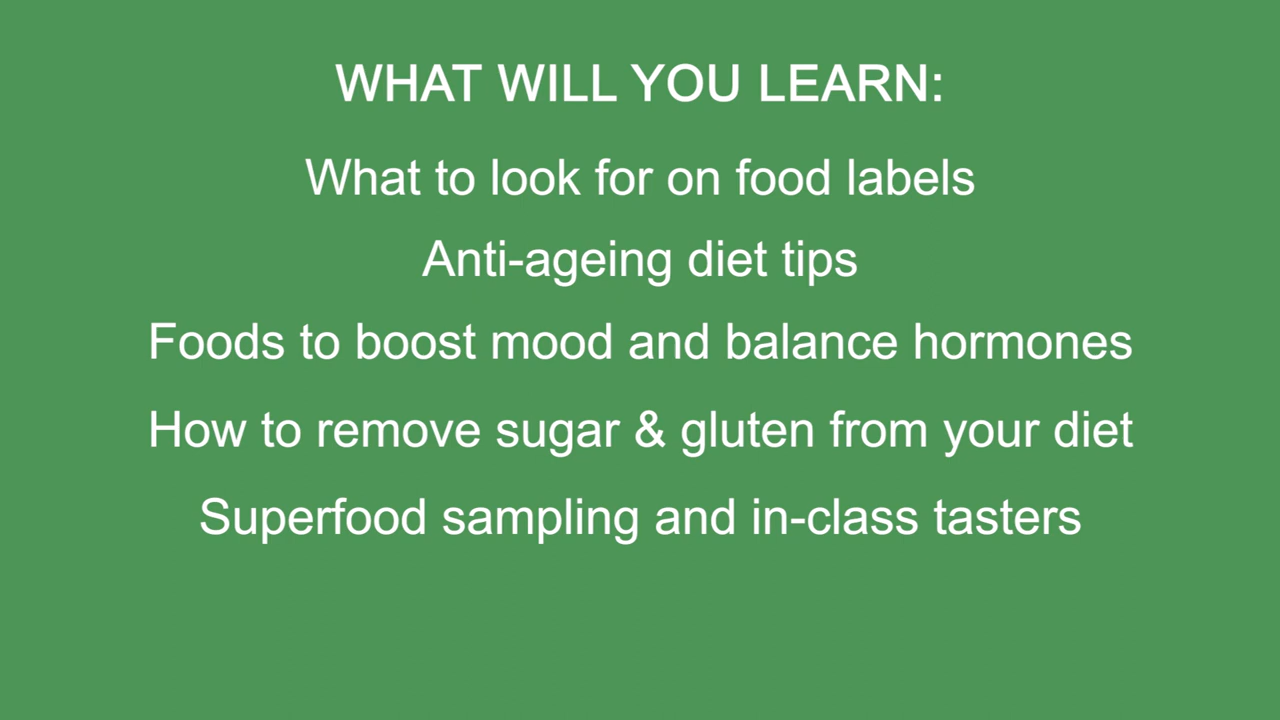 WHAT WILL YOU LEARN:
What to look for on food labels
Anti-ageing diet tips
Foods to boost mood and balance hormones
How to remove sugar & gluten from your diet
Superfood sampling and in-class tasters